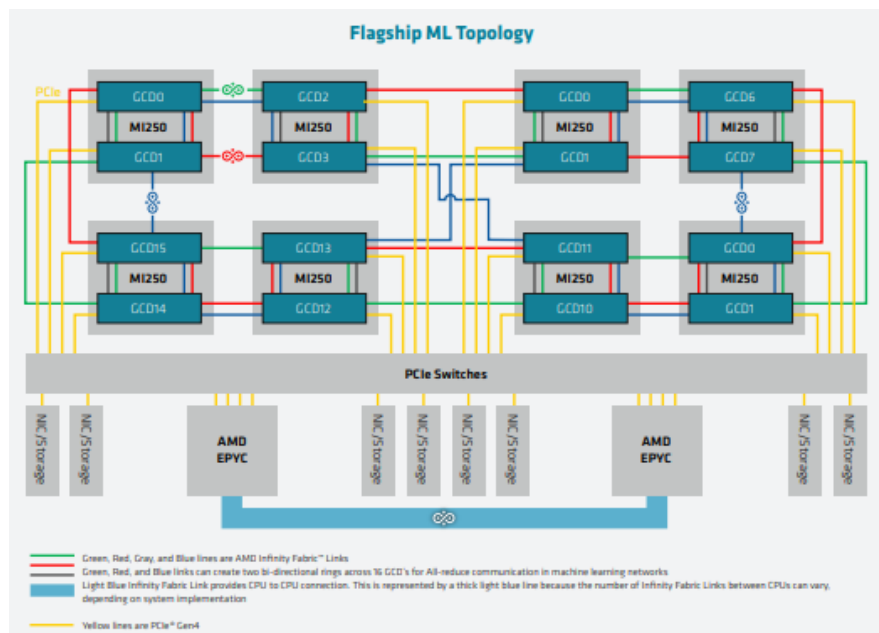 Flagship ML Topology
PCIe
GCD0 GCD2 GCD0 GCD6
MI250 MI250 MI250 MI250
GCD1 GCD3 GCD1 GCD7
GCD15 GCD13 GCD11 GCD0
MI250 MI250 MI250 MI250
GCD14 GCD12 GCD10 GCD1
PCIe Switches
NIC/Storage NIC/Storage AMD EPYC NIC/Storage NIC/Storage NIC/Storage NIC/Storage AMD EPYC NIC/Storage NIC/Storage
Green, Red, Gray, and Blue lines are AMD Infinity Fabric™ Links
Green, Red, and Blue links can create two bi-directional rings across 16 GCD's for All-reduce communication in machine learning networks
Light Blue Infinity Fabric Link provides CPU to CPU connection. This is represented by a thick light blue line because the number of Infinity Fabric Links between CPUs can vary,
depending on system implementation
Yellow lines are PCIe® Gen4